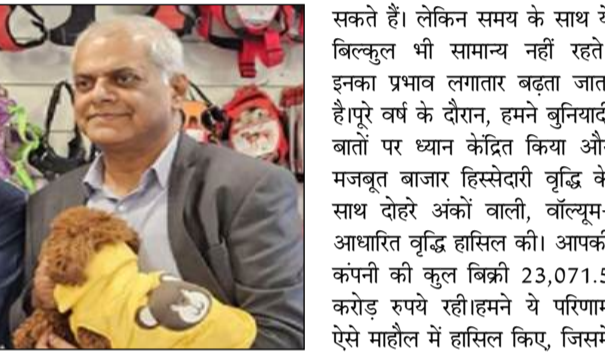 सकते हैं। लेकिन समय के साथ ये
बिल्कुल भी सामान्य नहीं रहते
इनका प्रभाव लगातार बढ़ता जाता
है।पूरे वर्ष के दौरान, हमने बुनियादी
बातों पर ध्यान केंद्रित किया और
मजबूत बाजार हिस्सेदारी वृद्धि के
साथ दोहरे अंकों वाली, वॉल्यूम-
आधारित वृद्धि हासिल की। आपकी
कंपनी की कुल बिक्री 23,071.5
करोड़ रुपये रही।हमने ये परिणाम
ऐसे माहौल में हासिल किए, जिसमें